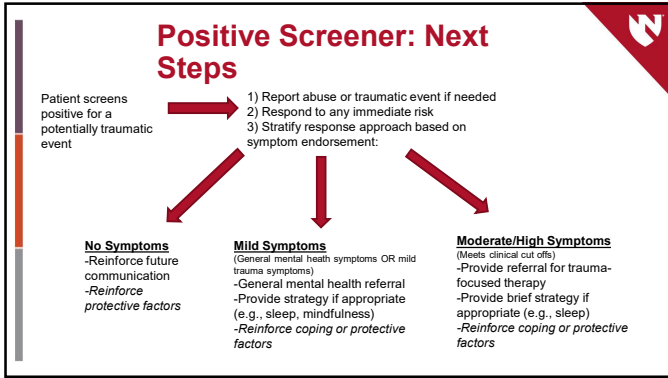 Positive Screener: Next
Steps
N
Patient screens
positive for a
potentially traumatic
event
1) Report abuse or traumatic event if needed
2) Respond to any immediate risk
3) Stratify response approach based on
symptom endorsement:
No Symptoms
-Reinforce future
communication
-Reinforce
protective factors
Mild Symptoms
(General mental heath symptoms OR mild
trauma symptoms)
-General mental health referral
-Provide strategy if appropriate
(e.g., sleep, mindfulness)
-Reinforce coping or protective
factors
Moderate/High Symptoms
(Meets clinical cut offs)
-Provide referral for trauma-
focused therapy
-Provide brief strategy if
appropriate (e.g., sleep)
-Reinforce coping or protective
factors